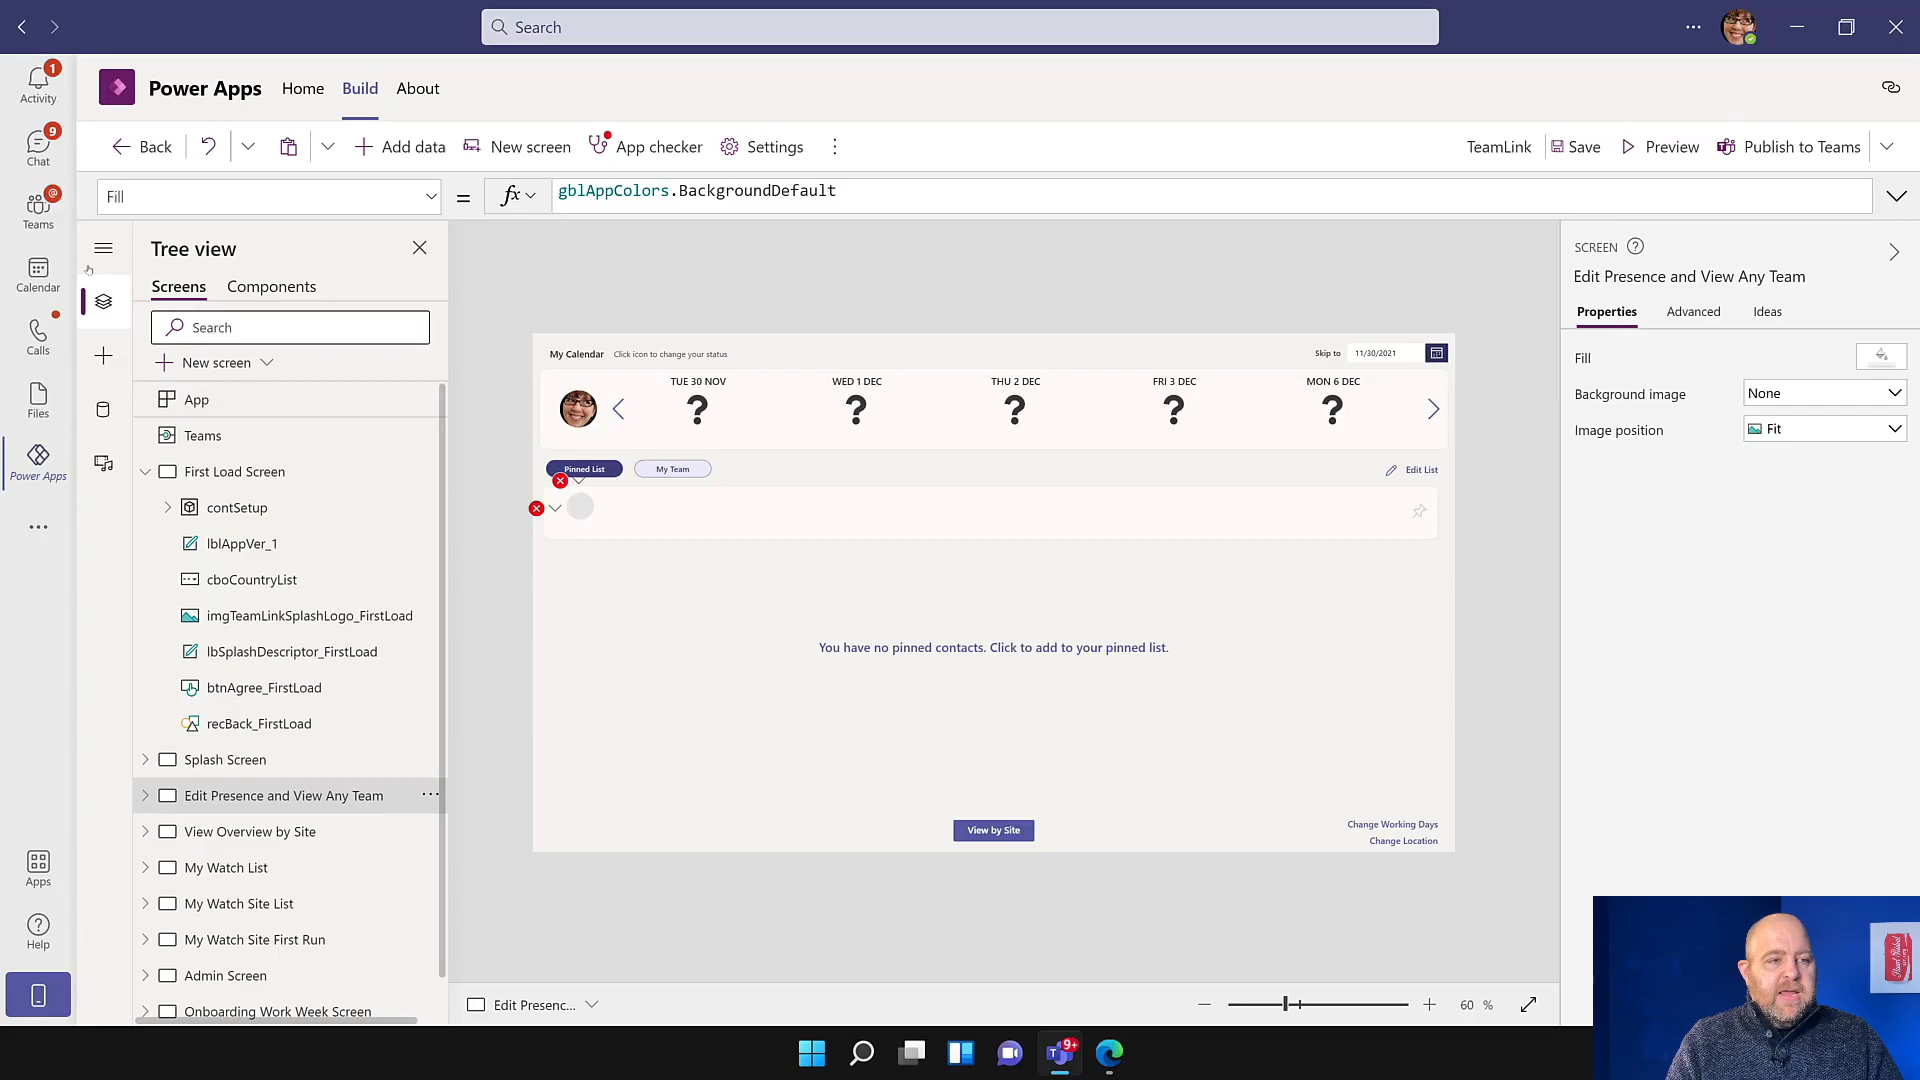 Search
1
Activity
9
Chat
@
Teams
Calendar
Calls
Files
Power Apps
Apps
Help
Power Apps Home Build About
Back Add data New screen App checker Settings TeamLink Save Preview Publish to Teams
Fill = fx gblAppColors.BackgroundDefault
Tree view
Screens Components
Search
New screen
App
Teams
First Load Screen
contSetup
lblAppVer_1
cboCountryList
imgTeamLinkSplashLogo_FirstLoad
lbSplashDescriptor_FirstLoad
btnAgree_FirstLoad
recBack_FirstLoad
Splash Screen
Edit Presence and View Any Team
View Overview by Site
My Watch List
My Watch Site List
My Watch Site First Run
Admin Screen
Onboarding Work Week Screen
My Calendar Click icon to change your status Skip to 11/30/2021
TUE 30 NOV WED 1 DEC THU 2 DEC FRI 3 DEC MON 6 DEC
? ? ? ? ?
Pinned List My Team Edit List
You have no pinned contacts. Click to add to your pinned list.
View by Site
Change Working Days
Change Location
Edit Presenc... 60 %
SCREEN
Edit Presence and View Any Team
Properties Advanced Ideas
Fill
Background image None
Image position Fit
9+